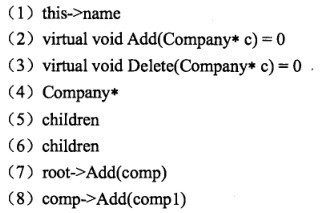 （1）this->name
（2）virtual void Add(Company* c) = 0
（3）virtual void Delete(Company* c) = 0
（4）Company*
（5）children
（6）children
（7）root->Add(comp)
（8）comp->Add(comp1)